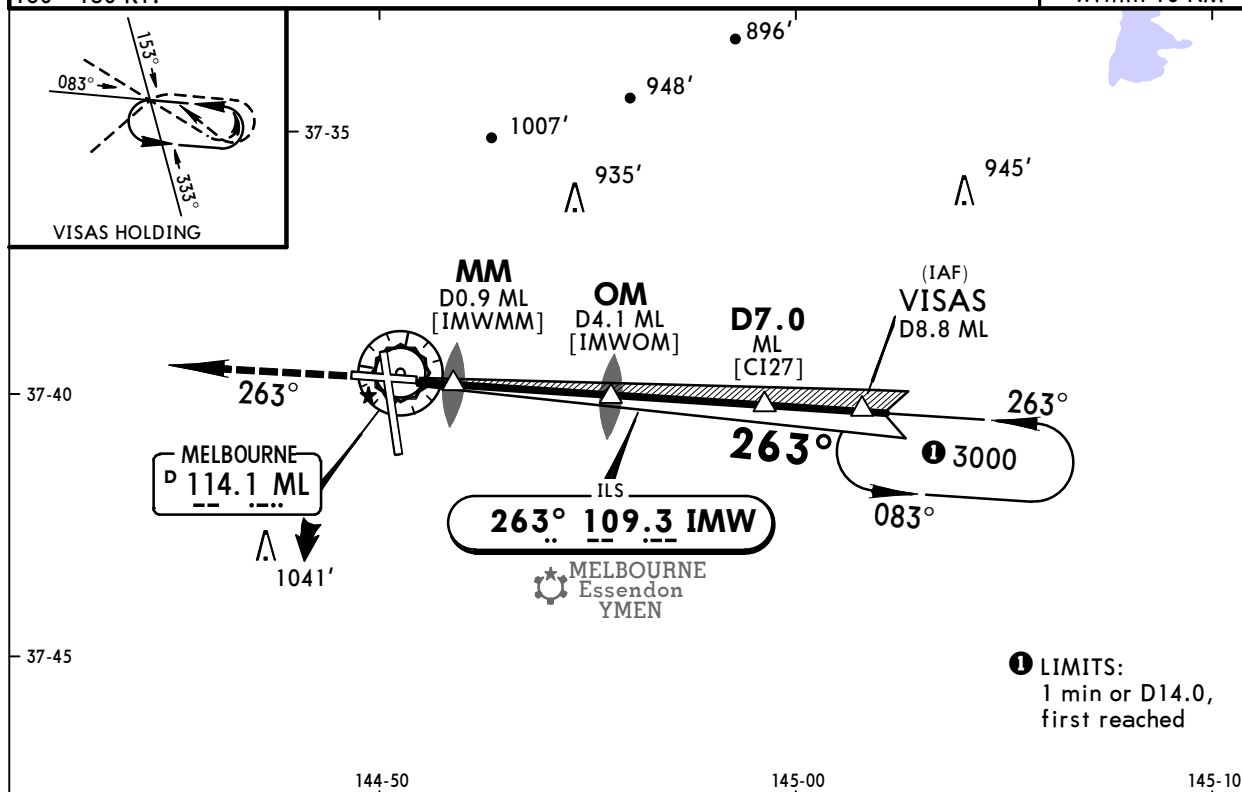 896'
948'
1007'
935'
945'
37-35
153°
083°
333°
VISAS HOLDING
MM
D0.9 ML
[IMWMM]
OM
D4.1 ML
[IMWOM]
D7.0
ML
[CI27]
(IAF)
VISAS
D8.8 ML
37-40
263°
263°
263°
❶ 3000
083°
MELBOURNE
D 114.1 ML
ILS
263° 109.3 IMW
1041'
MELBOURNE
Essendon
YMEN
37-45
❶ LIMITS:
1 min or D14.0,
first reached
144-50
145-00
145-10